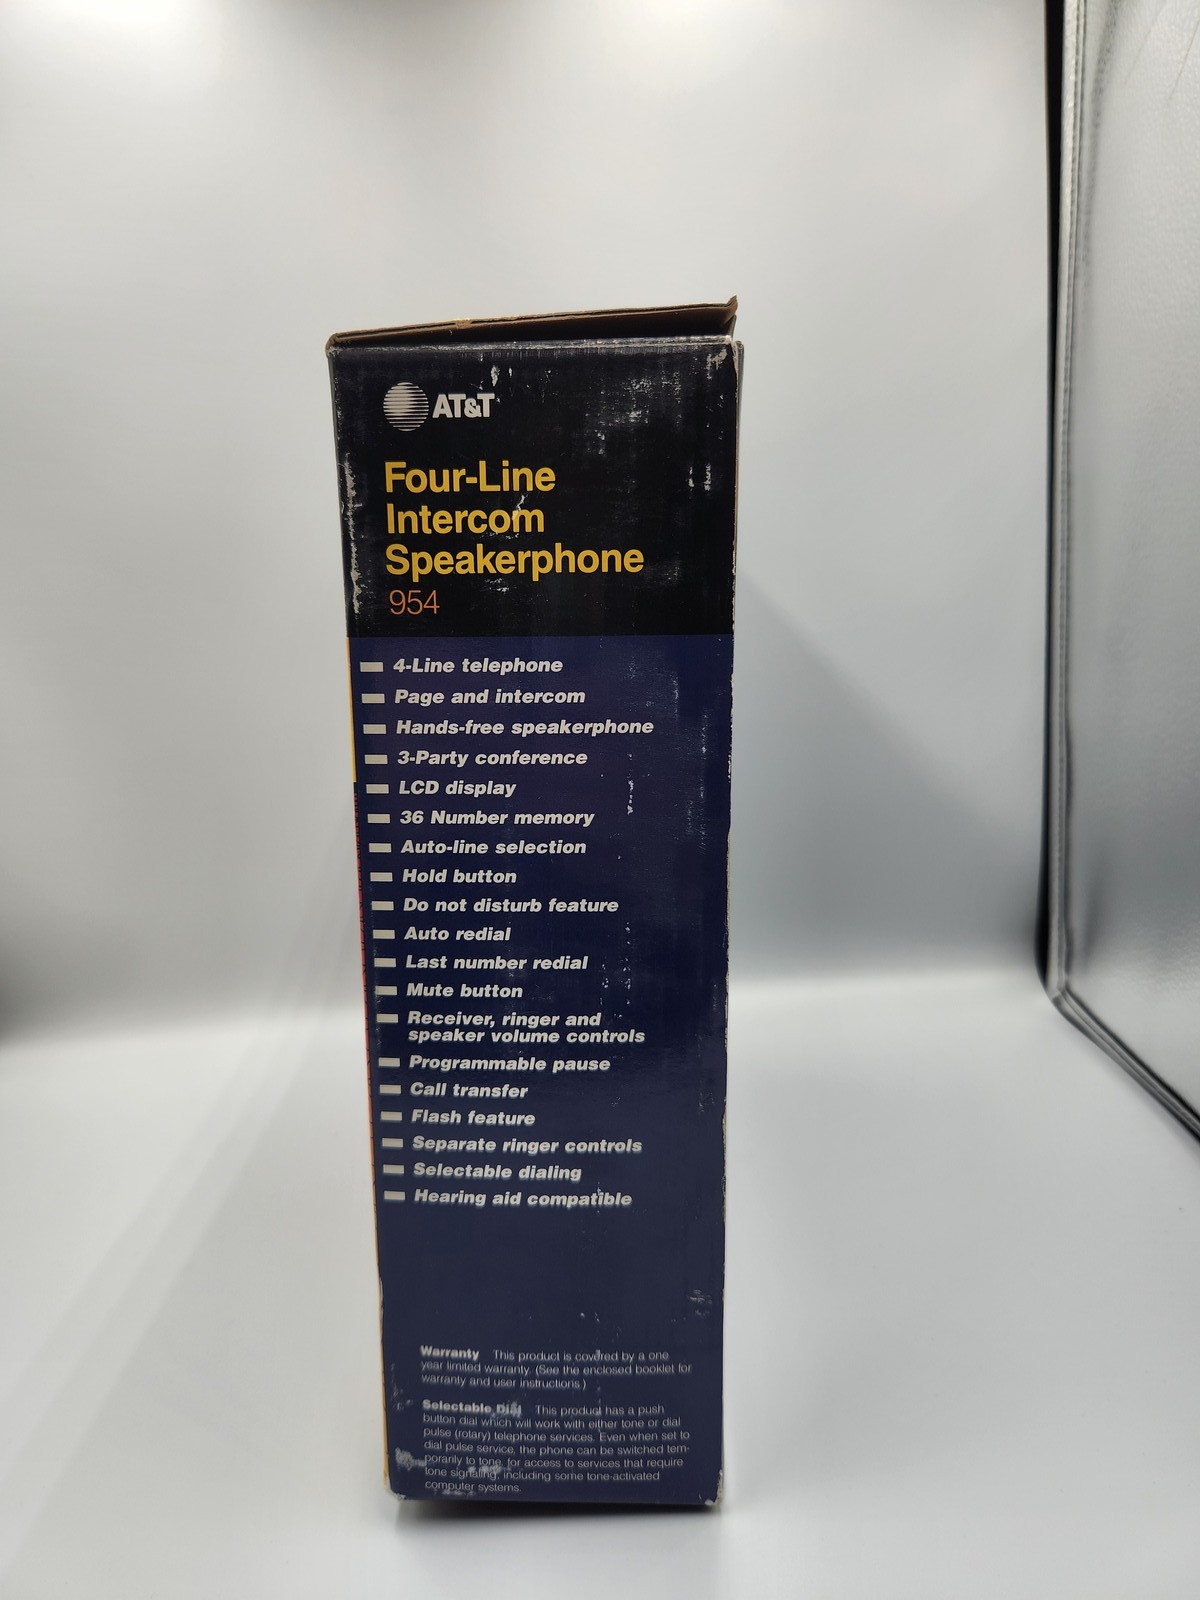 AT&T
Four-Line
Intercom
Speakerphone
954
4-Line telephone
Page and intercom
Hands-free speakerphone
3-Party conference
LCD display
36 Number memory
Auto-line selection
Hold button
Do not disturb feature
Auto redial
Last number redial
Mute button
Receiver, ringer and
speaker volume controls
Programmable pause
Call transfer
Flash feature
Separate ringer controls
Selectable dialing
Hearing aid compatible
Warranty This product is covered by a one
year limited warranty. (See the enclosed booklet for
warranty and user instructions.)
Selectable Dial This product has a push
button dial which will work with either tone or dial
pulse (rotary) telephone services. Even when set to
dial pulse service, the phone can be switched tem-
porarily to tone, for access to services that require
tone signaling, including some tone-activated
computer systems.